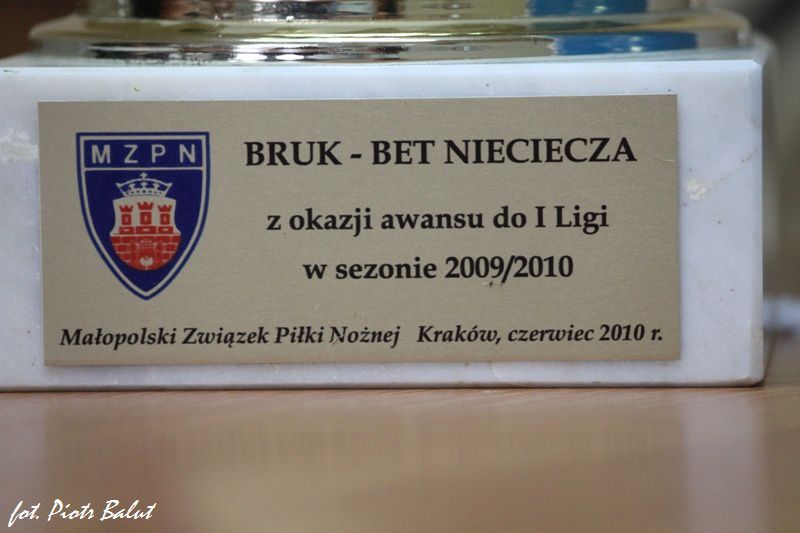 MZPN
BRUK - BET NIECIECZA
z okazji awansu do I Ligi
w sezonie 2009/2010
Małopolski Związek Piłki Nożnej Kraków, czerwiec 2010 r.
fot. Piotr Balut